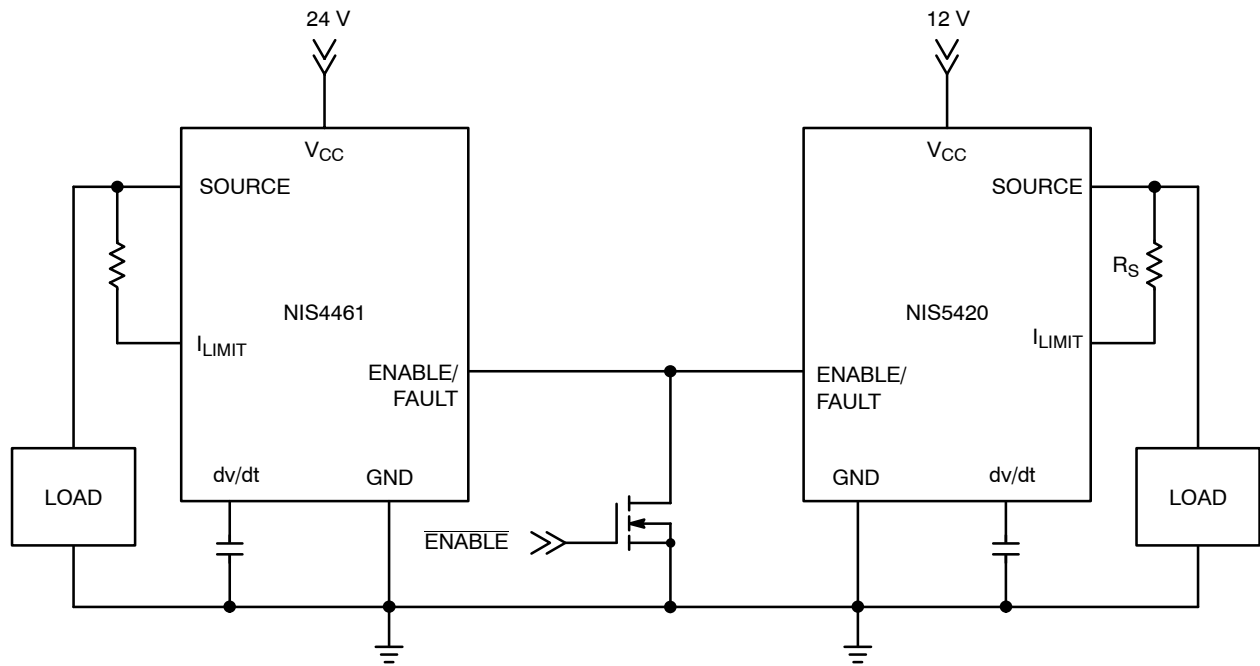 24 V
12 V
VCC
VCC
SOURCE
SOURCE
RS
NIS4461
NIS5420
ILIMIT
ILIMIT
ENABLE/
FAULT
ENABLE/
FAULT
dv/dt
GND
GND
dv/dt
LOAD
LOAD
ENABLE